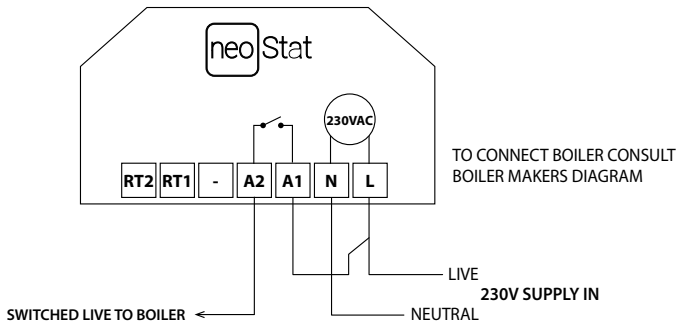 neoStat
230VAC
TO CONNECT BOILER CONSULT
BOILER MAKERS DIAGRAM
RT2 RT1 - A2 A1 N L
LIVE
230V SUPPLY IN
SWITCHED LIVE TO BOILER
NEUTRAL